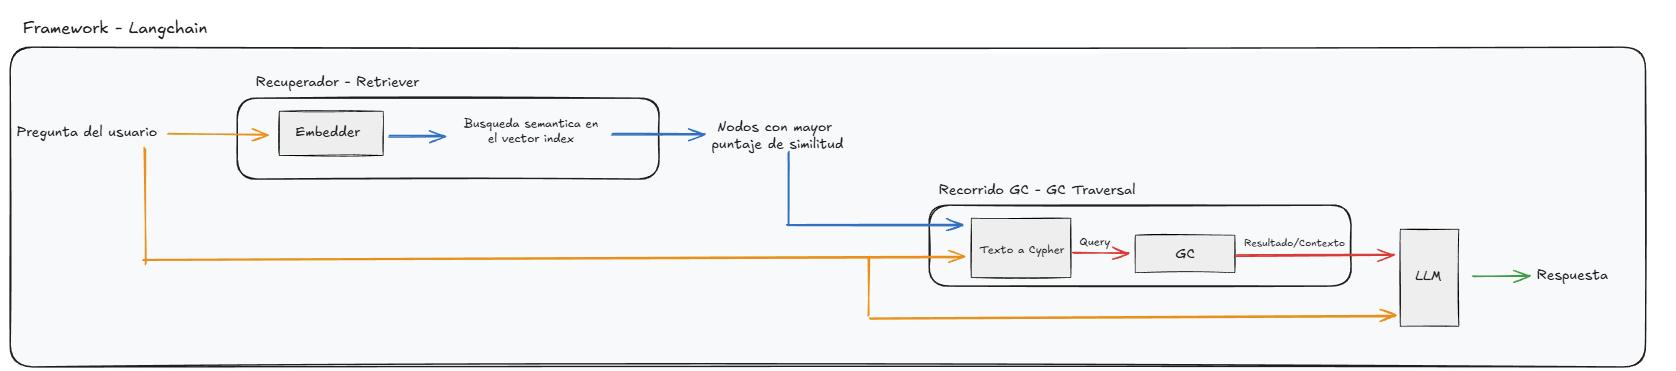 Framework - Langchain
Recuperador - Retriever
Pregunta del usuario
Embedder
Busqueda semantica en
el vector index
Nodos con mayor
puntaje de similitud
Recorrido GC - GC Traversal
Texto a Cypher
Query
GC
Resultado/Contexto
LLM
Respuesta